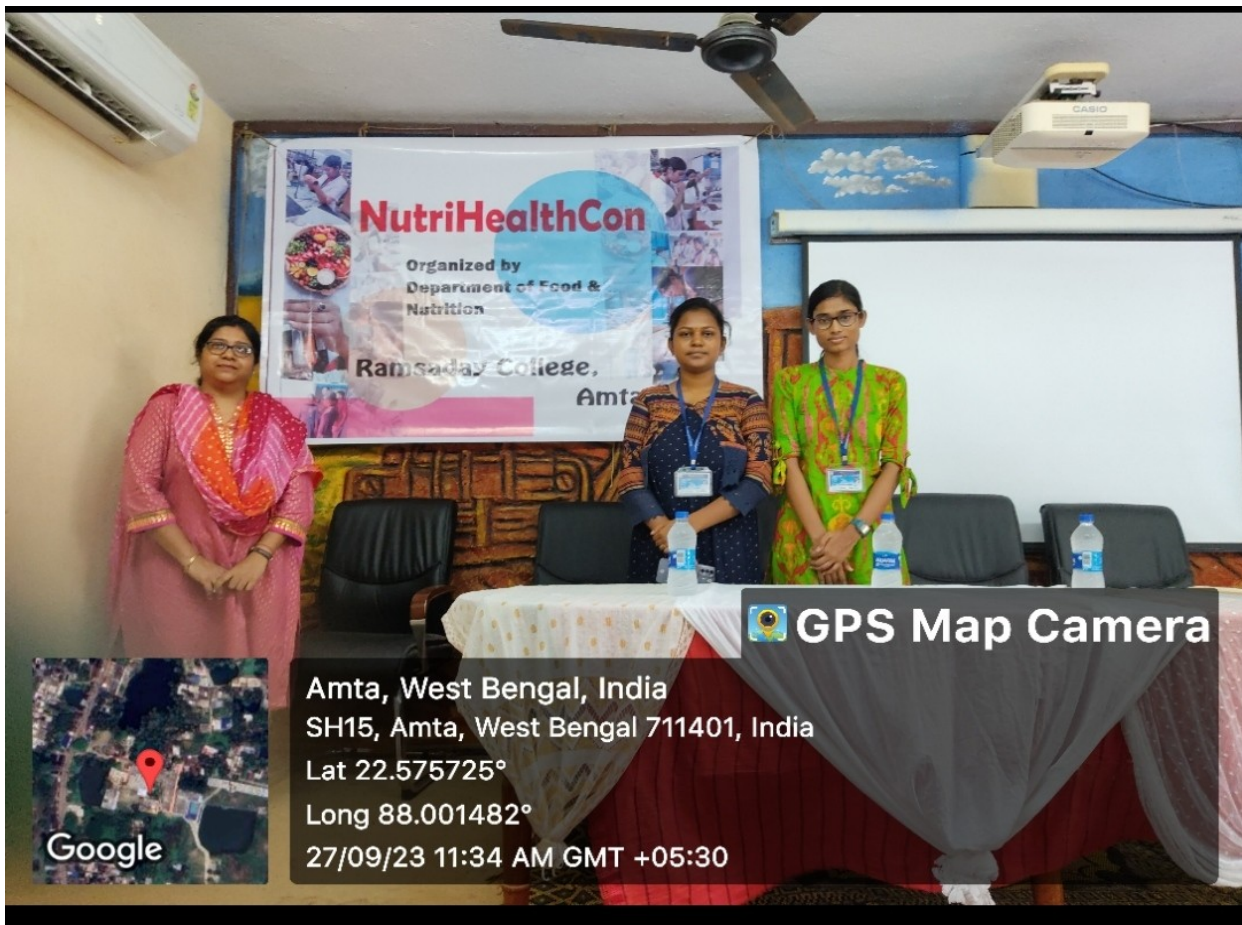 CASIO
NutriHealthCon
Organized by
Department of Food &
Nutrition
Ramsaday College,
Amta
GPS Map Camera
Amta, West Bengal, India
SH15, Amta, West Bengal 711401, India
Lat 22.575725°
Long 88.001482°
27/09/23 11:34 AM GMT +05:30
Google